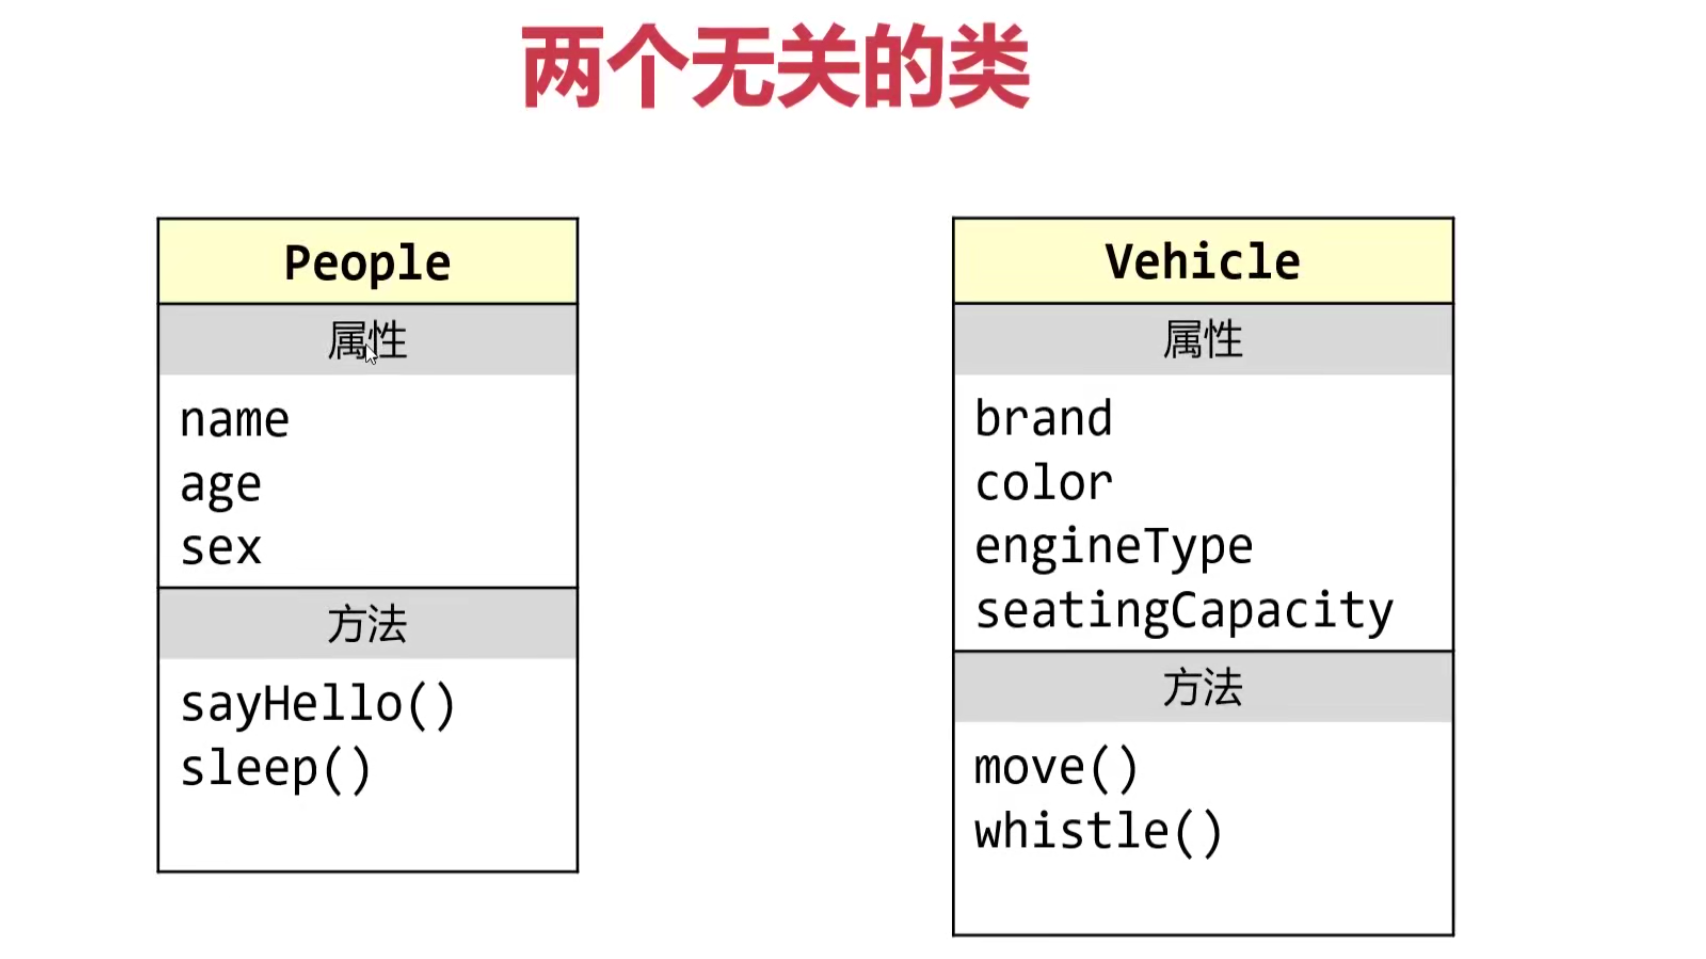 两个无关的类
People
属性
name
age
sex
方法
sayHello()
sleep()
Vehicle
属性
brand
color
engineType
seatingCapacity
方法
move()
whistle()